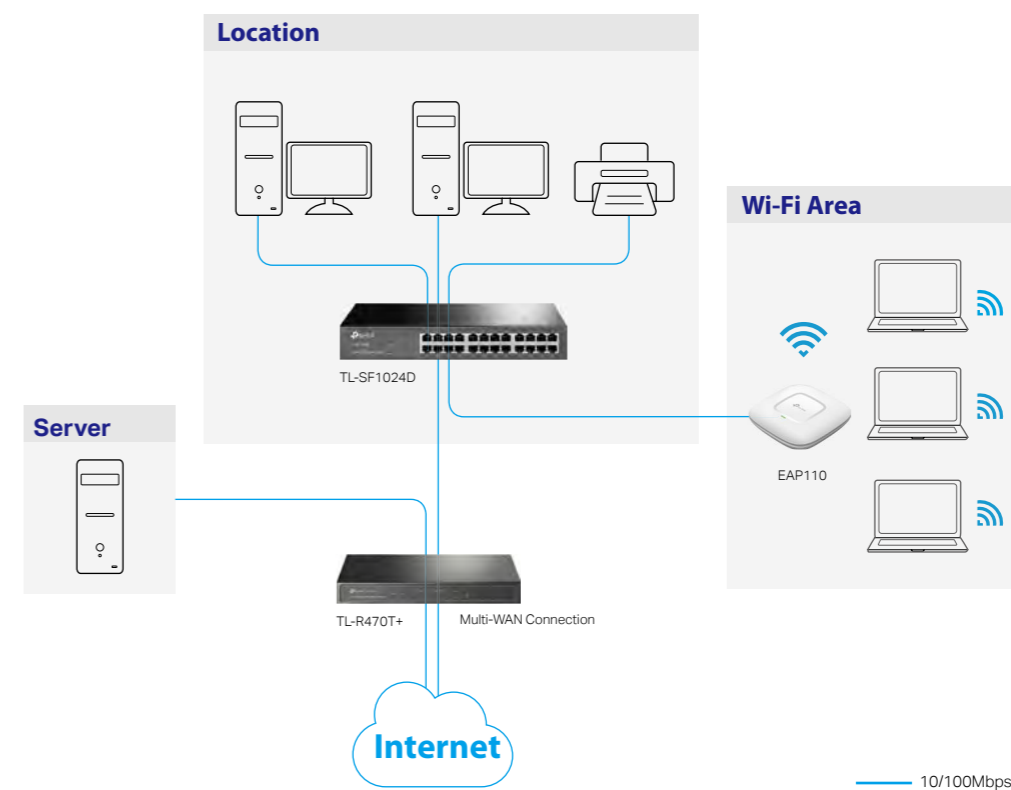 Location
Wi-Fi Area
TL-SF1024D
Server
EAP110
TL-R470T+
Multi-WAN Connection
Internet
10/100Mbps